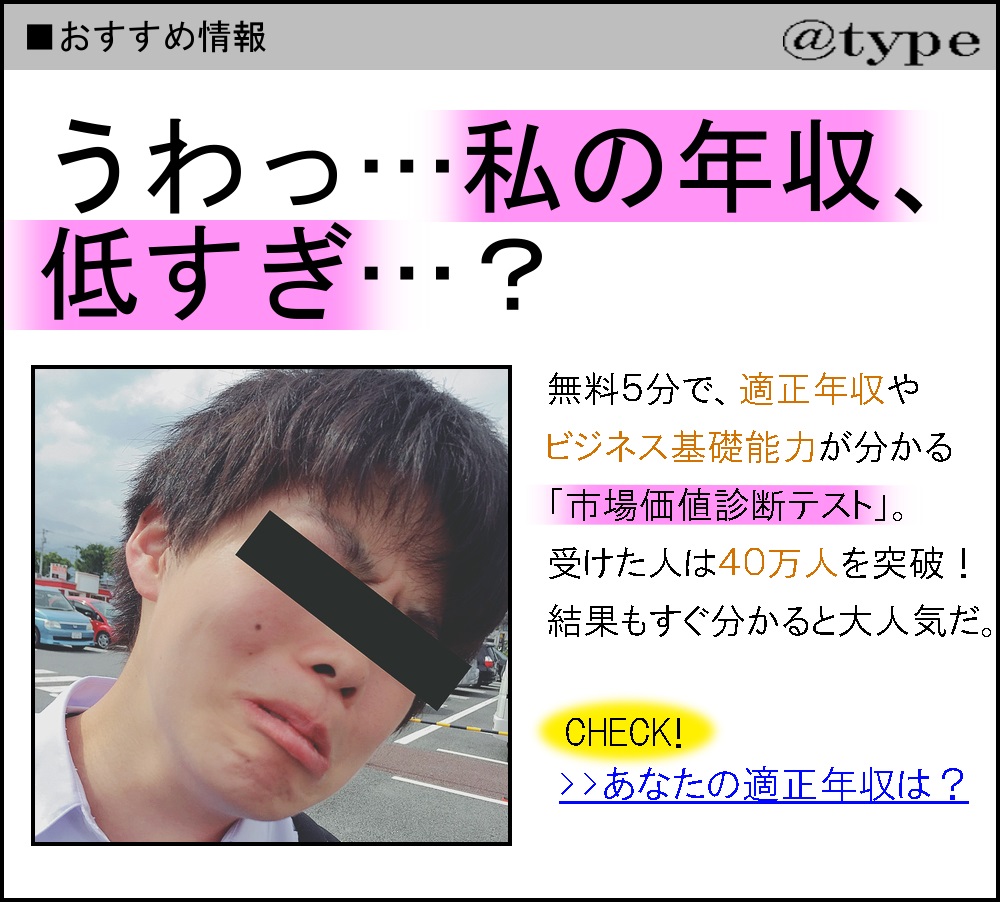 ■おすすめ情報
@type
うわっ…私の年収、
低すぎ…？
無料5分で、適正年収や
ビジネス基礎能力が分かる
「市場価値診断テスト」。
受けた人は40万人を突破！
結果もすぐ分かると大人気だ。
CHECK!
>>あなたの適正年収は？